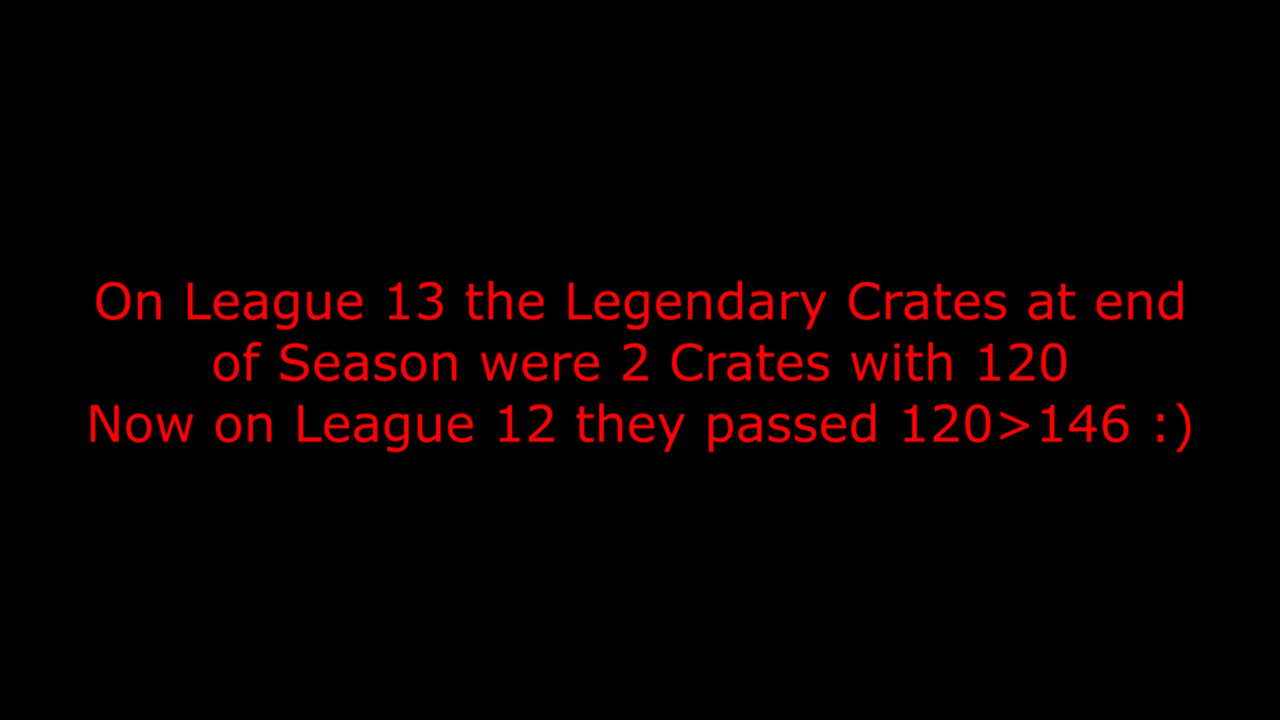 On League 13 the Legendary Crates at end
of Season were 2 Crates with 120
Now on League 12 they passed 120>146 :)